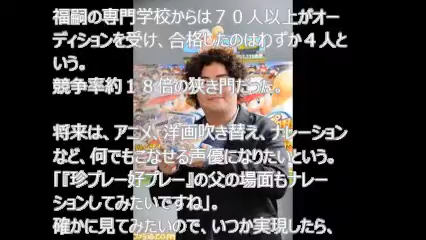 福嗣の専門学校からは７０人以上がオー
ディションを受け、合格したのはわずか４人と
いう。
競争率約１８倍の狭き門だった。
将来は、アニメ、洋画吹き替え、ナレーション
など、何でもこなせる声優になりたいという。
「『珍プレー好プレー』の父の場面もナレー
ションしてみたいですね」。
確かに見てみたいので、いつか実現したら、